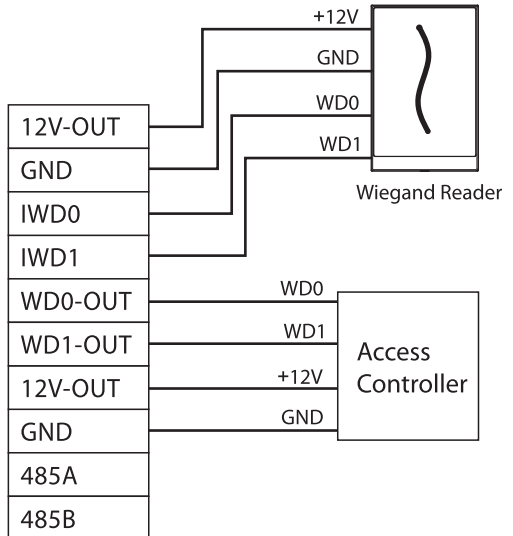 +12V
GND
WD0
WD1
Wiegand Reader
12V-OUT
GND
IWD0
IWD1
WD0-OUT
WD1-OUT
12V-OUT
GND
485A
485B
WD0
WD1
+12V
GND
Access
Controller